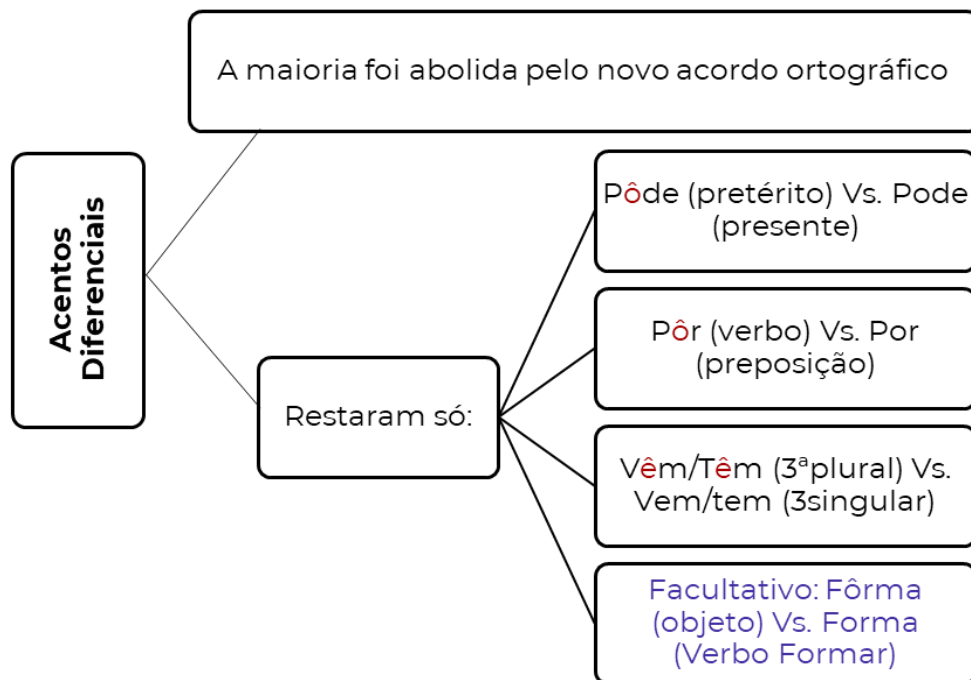 A maioria foi abolida pelo novo acordo ortográfico
Acentos
Diferenciais
Restaram só:
Pôde (pretérito) Vs. Pode
(presente)
Pôr (verbo) Vs. Por
(preposição)
Vêm/Têm (3ªplural) Vs.
Vem/tem (3singular)
Facultativo: Fôrma
(objeto) Vs. Forma
(Verbo Formar)